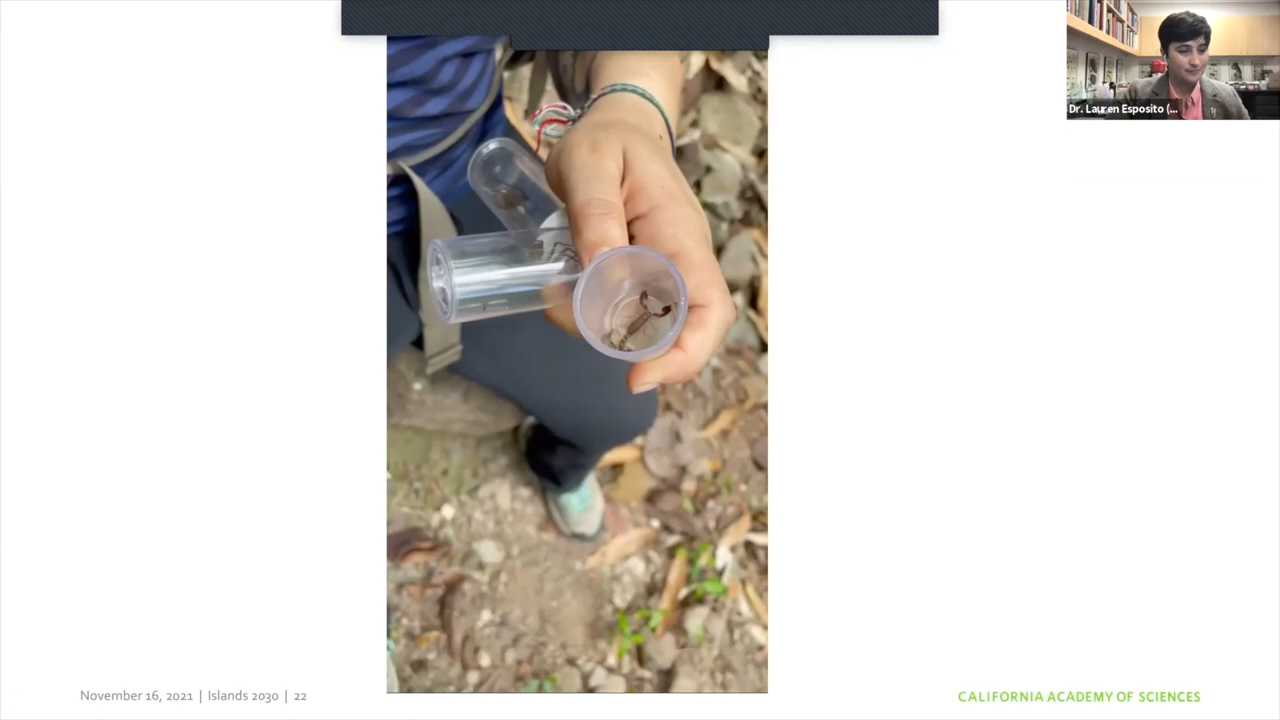 Dr. Lauren Esposito (...
November 16, 2021 | Islands 2030 | 22
CALIFORNIA ACADEMY OF SCIENCES